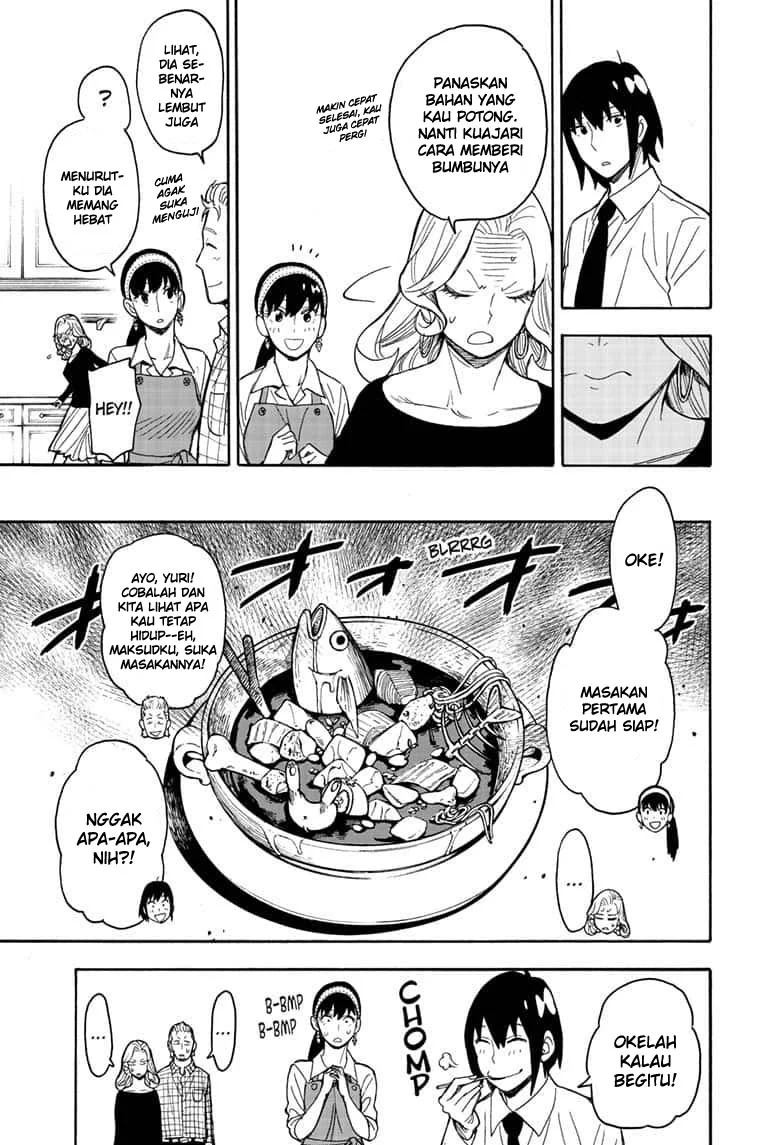 PANASKAN
BAHAN YANG
KAU POTONG.
NANTI KUAJARI
CARA MEMBERI
BUMBUNYA
MAKIN CEPAT
SELESAI, KAU
JUGA CEPAT
PERGI
LIHAT,
DIA SE-
BENAR-
NYA
LEMBUT
JUGA
CUMA
AGAK
SUKA
MENGUJI
?
MENURUT-
KU DIA
MEMANG
HEBAT
HEY!!
OKE!
MASAKAN
PERTAMA
SUDAH SIAP!
BLRRRG
AYO, YURI!
COBALAH DAN
KITA LIHAT APA
KAU TETAP
HIDUP--EH,
MAKSUDKU, SUKA
MASAKANNYA!
...
NGGAK
APA-APA,
NIH?!
OKELAH
KALAU
BEGITU!
CHOMP
B-BMP
B-BMP
...
...